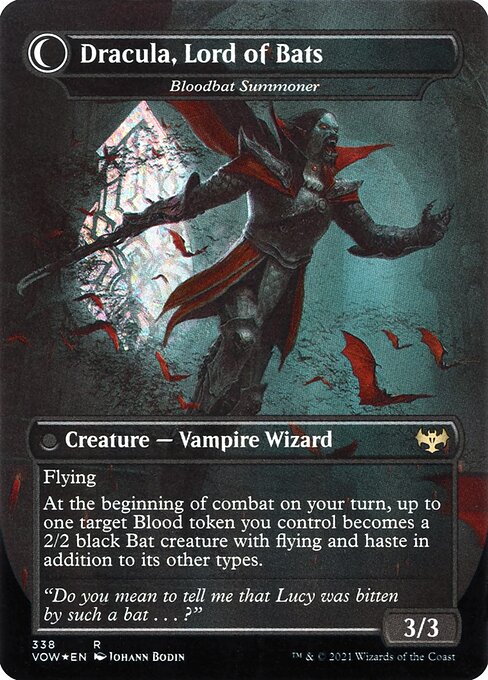 Dracula, Lord of Bats
Bloodbat Summoner
Creature — Vampire Wizard
Flying
At the beginning of combat on your turn, up to
one target Blood token you control becomes a
2/2 black Bat creature with flying and haste in
addition to its other types.
“Do you mean to tell me that Lucy was bitten
by such a bat . . . ?”
3/3
338 R
VOW★EN Johann Bodin
™ & © 2021 Wizards of the Coast